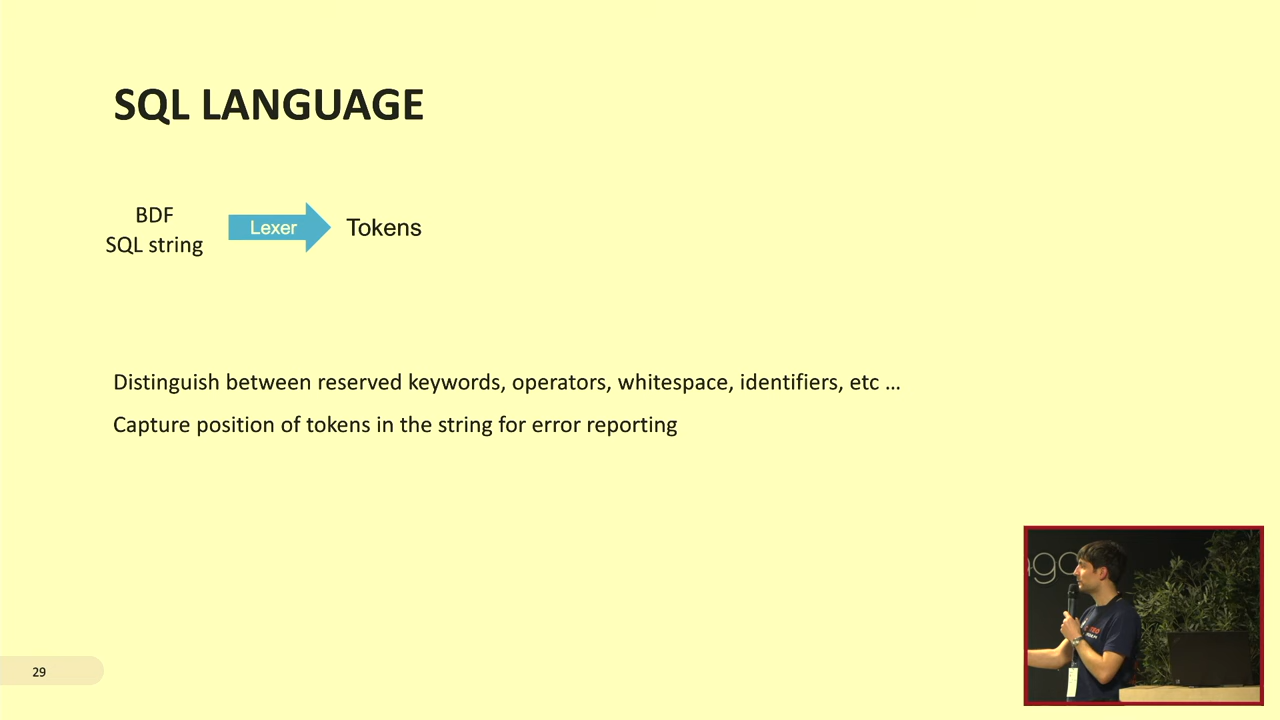 SQL LANGUAGE
BDF
SQL string
Lexer
Tokens
Distinguish between reserved keywords, operators, whitespace, identifiers, etc ...
Capture position of tokens in the string for error reporting
29